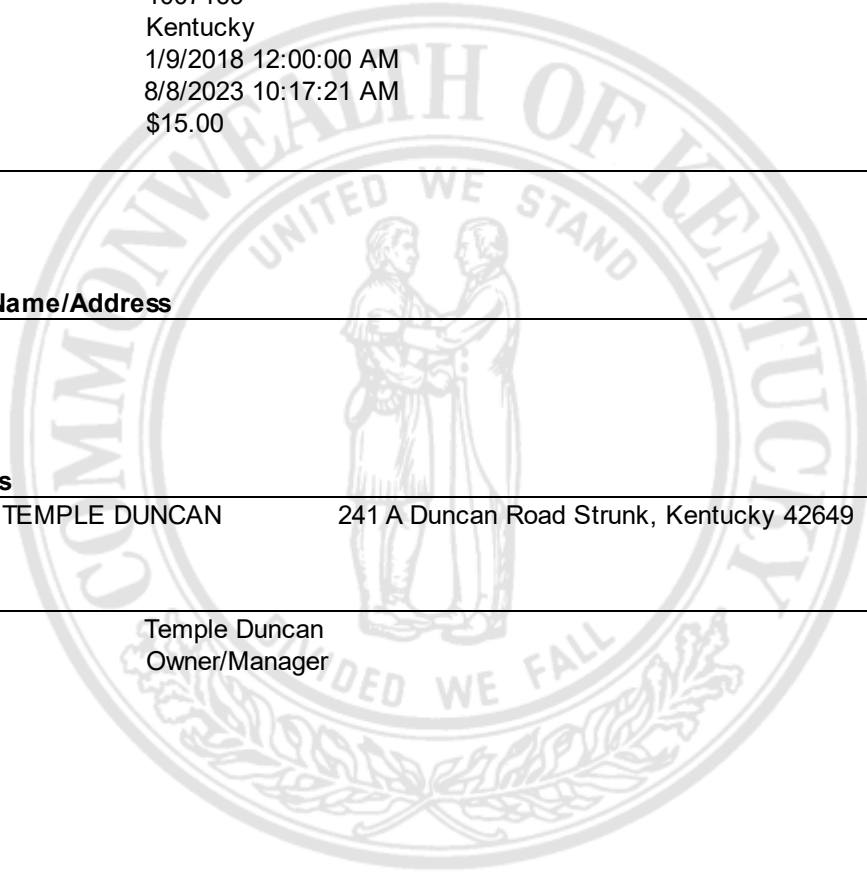 Kentucky
1/9/2018 12:00:00 AM
8/8/2023 10:17:21 AM
$15.00
COMMONWEALTH OF KENTUCKY
UNITED WE STAND
Name/Address
s
TEMPLE DUNCAN 241 A Duncan Road Strunk, Kentucky 42649
Temple Duncan
Owner/Manager
DIVIDED WE FALL